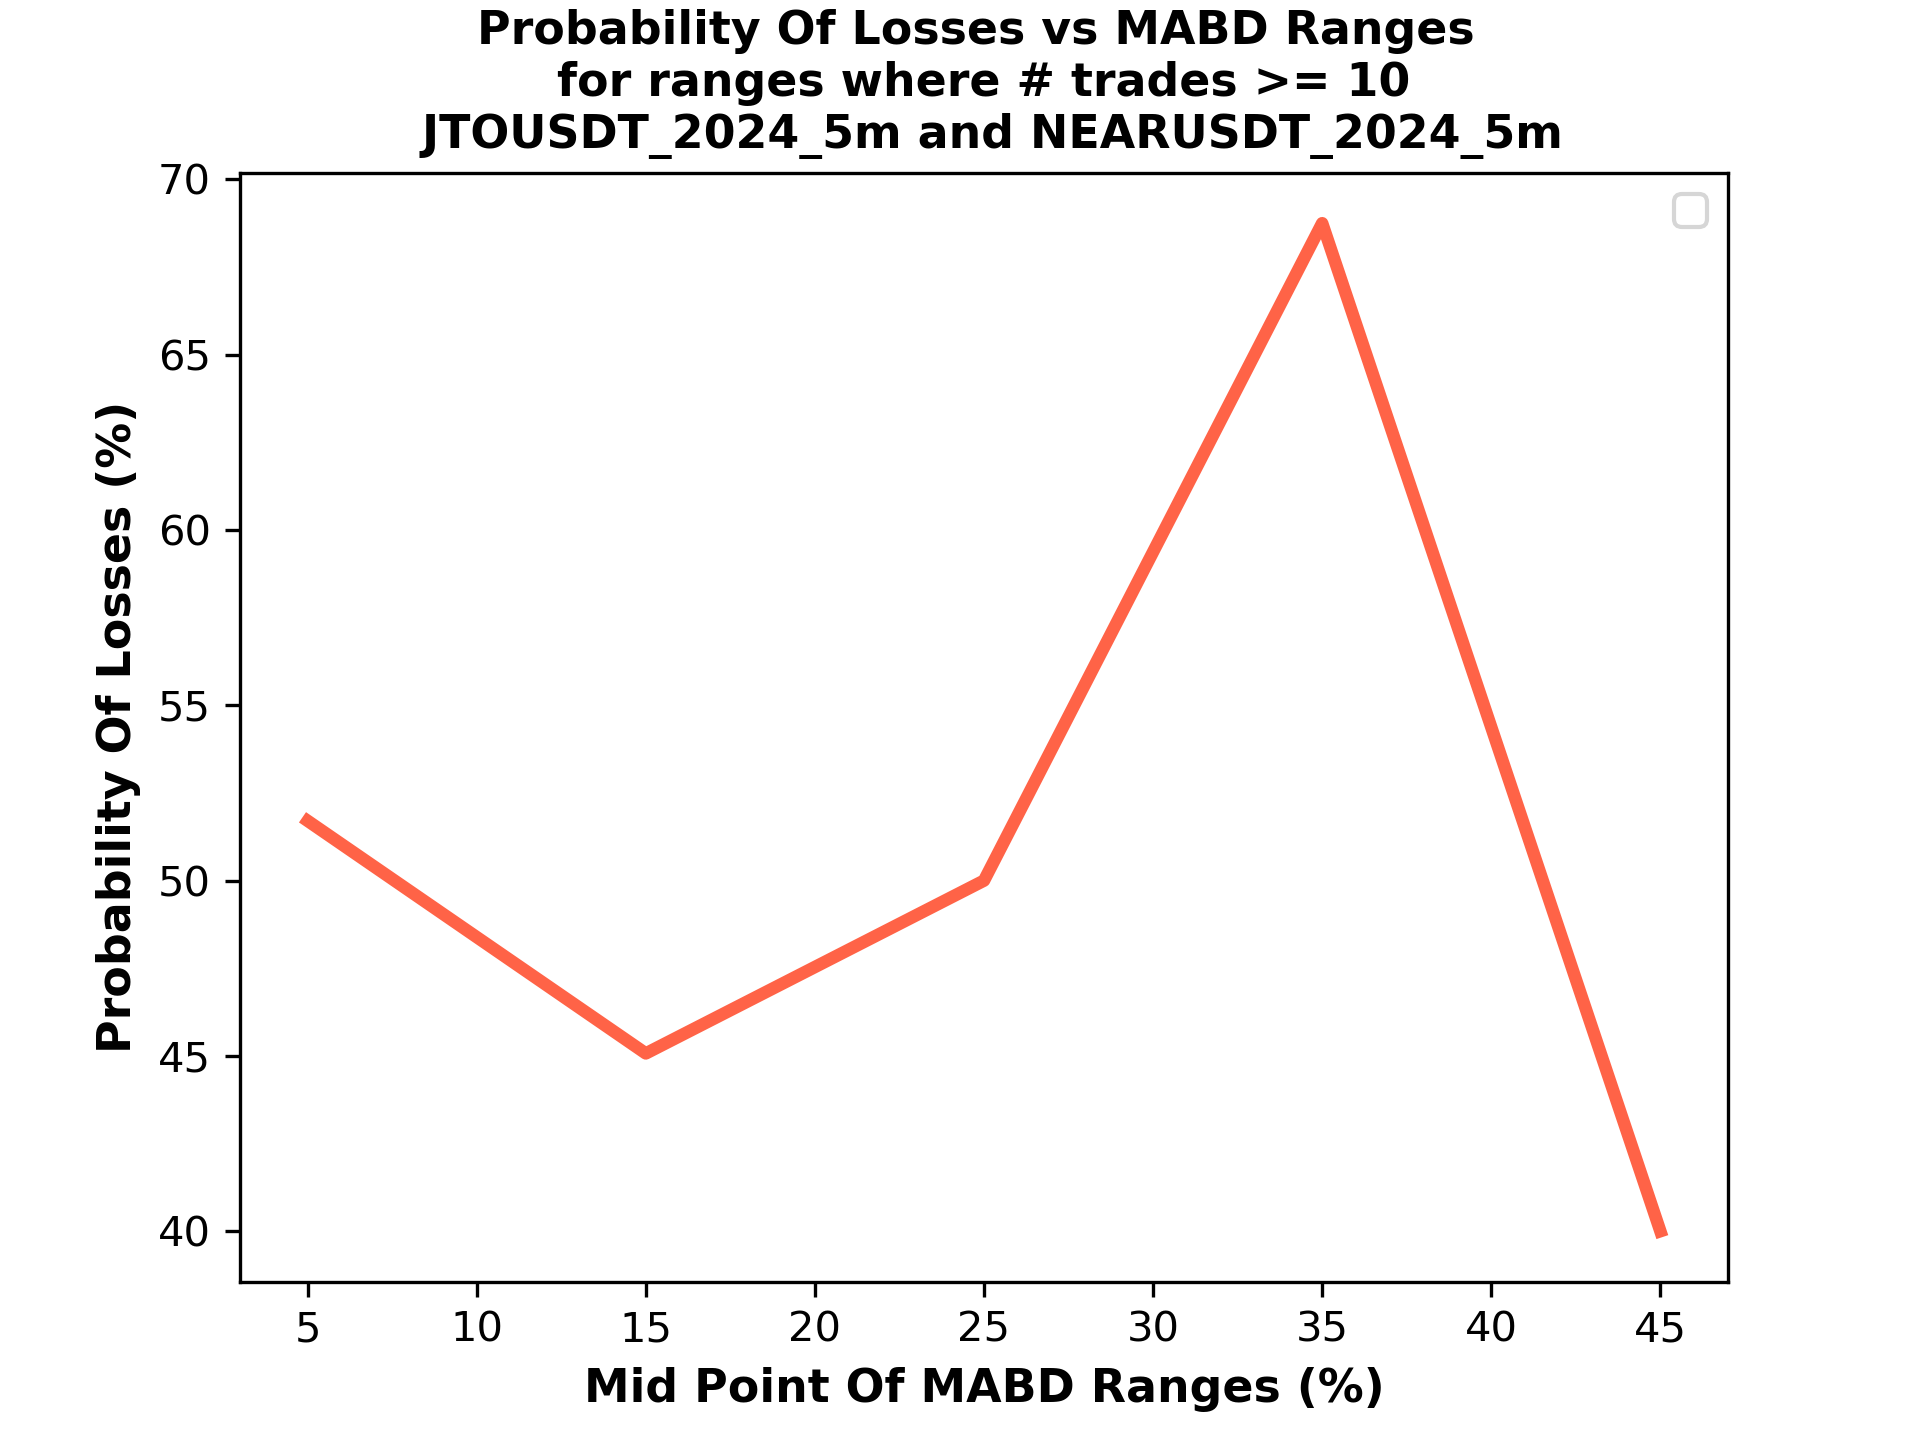 Probability Of Losses vs MABD Ranges
for ranges where # trades >= 10
JTOUSDT_2024_5m and NEARUSDT_2024_5m
70
65
60
55
50
45
40
Probability Of Losses (%)
5 10 15 20 25 30 35 40 45
Mid Point Of MABD Ranges (%)